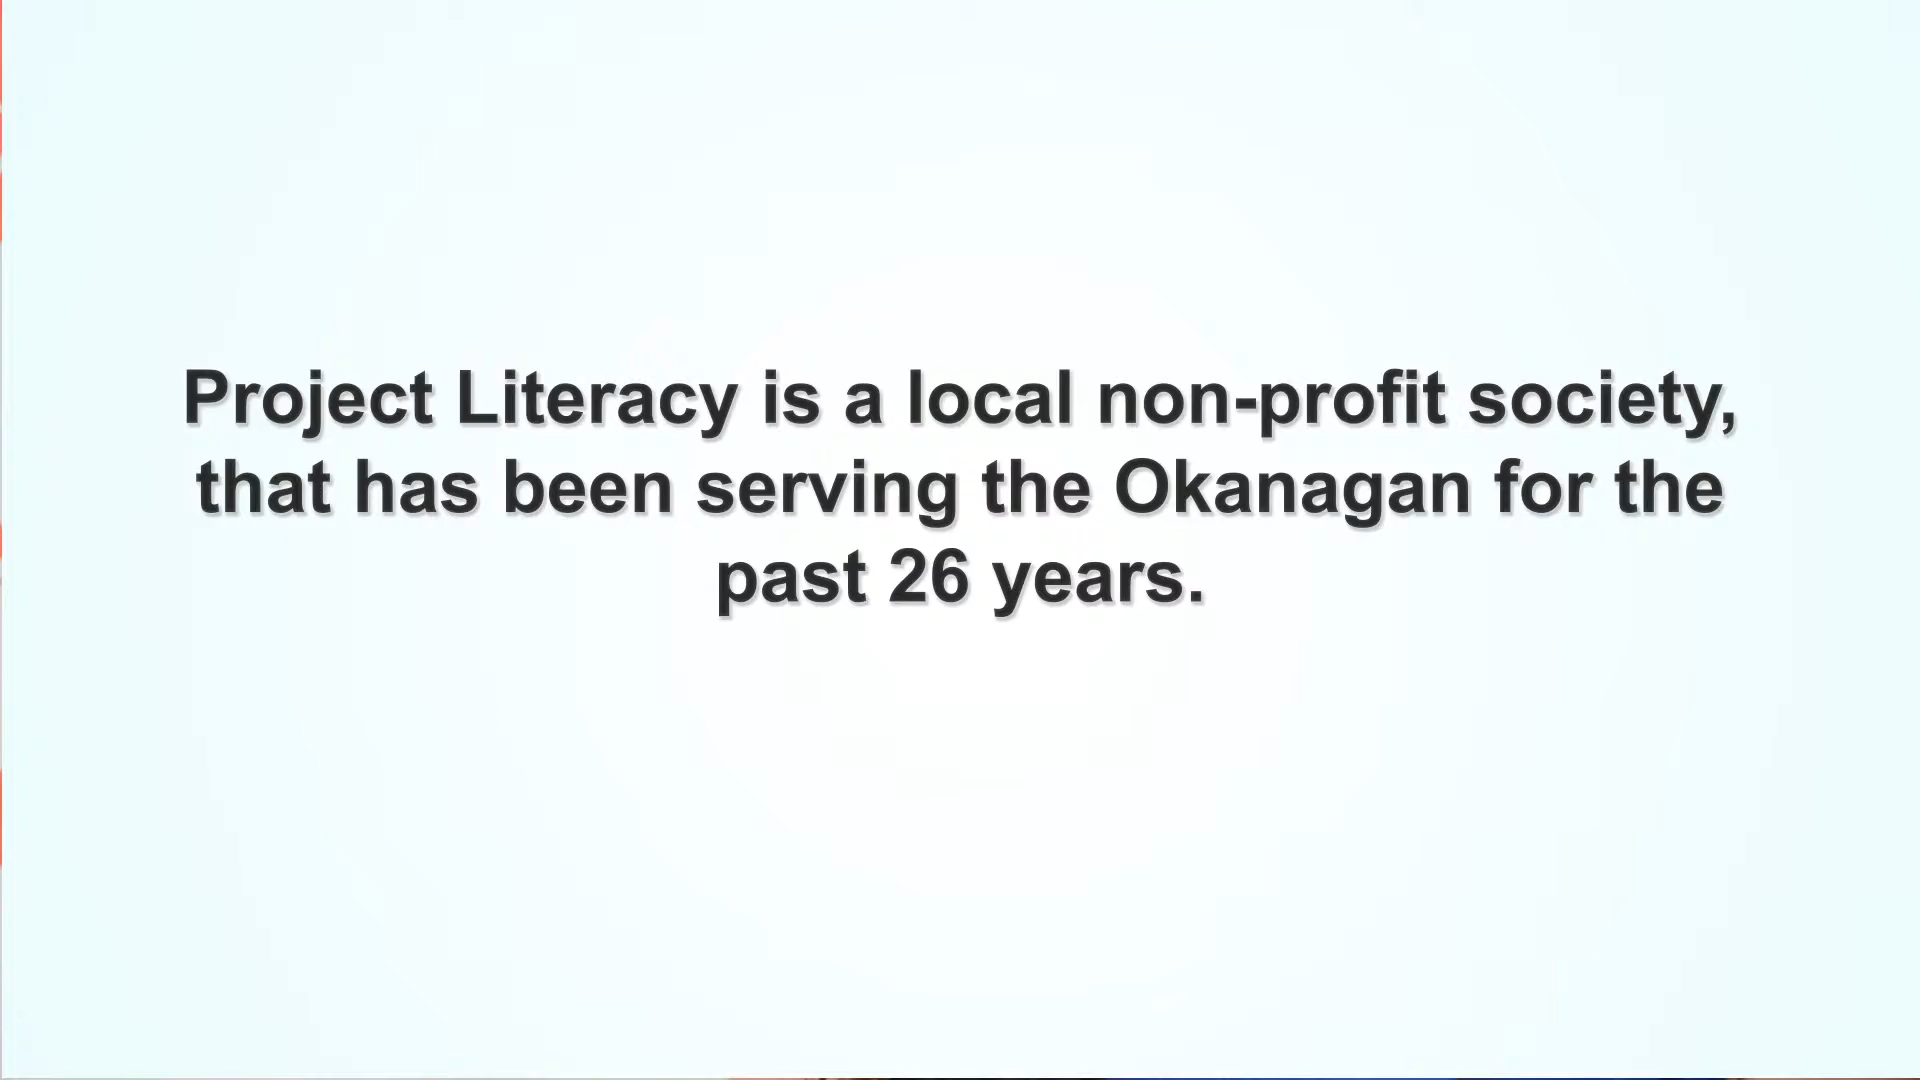 Project Literacy is a local non-profit society,
that has been serving the Okanagan for the
past 26 years.